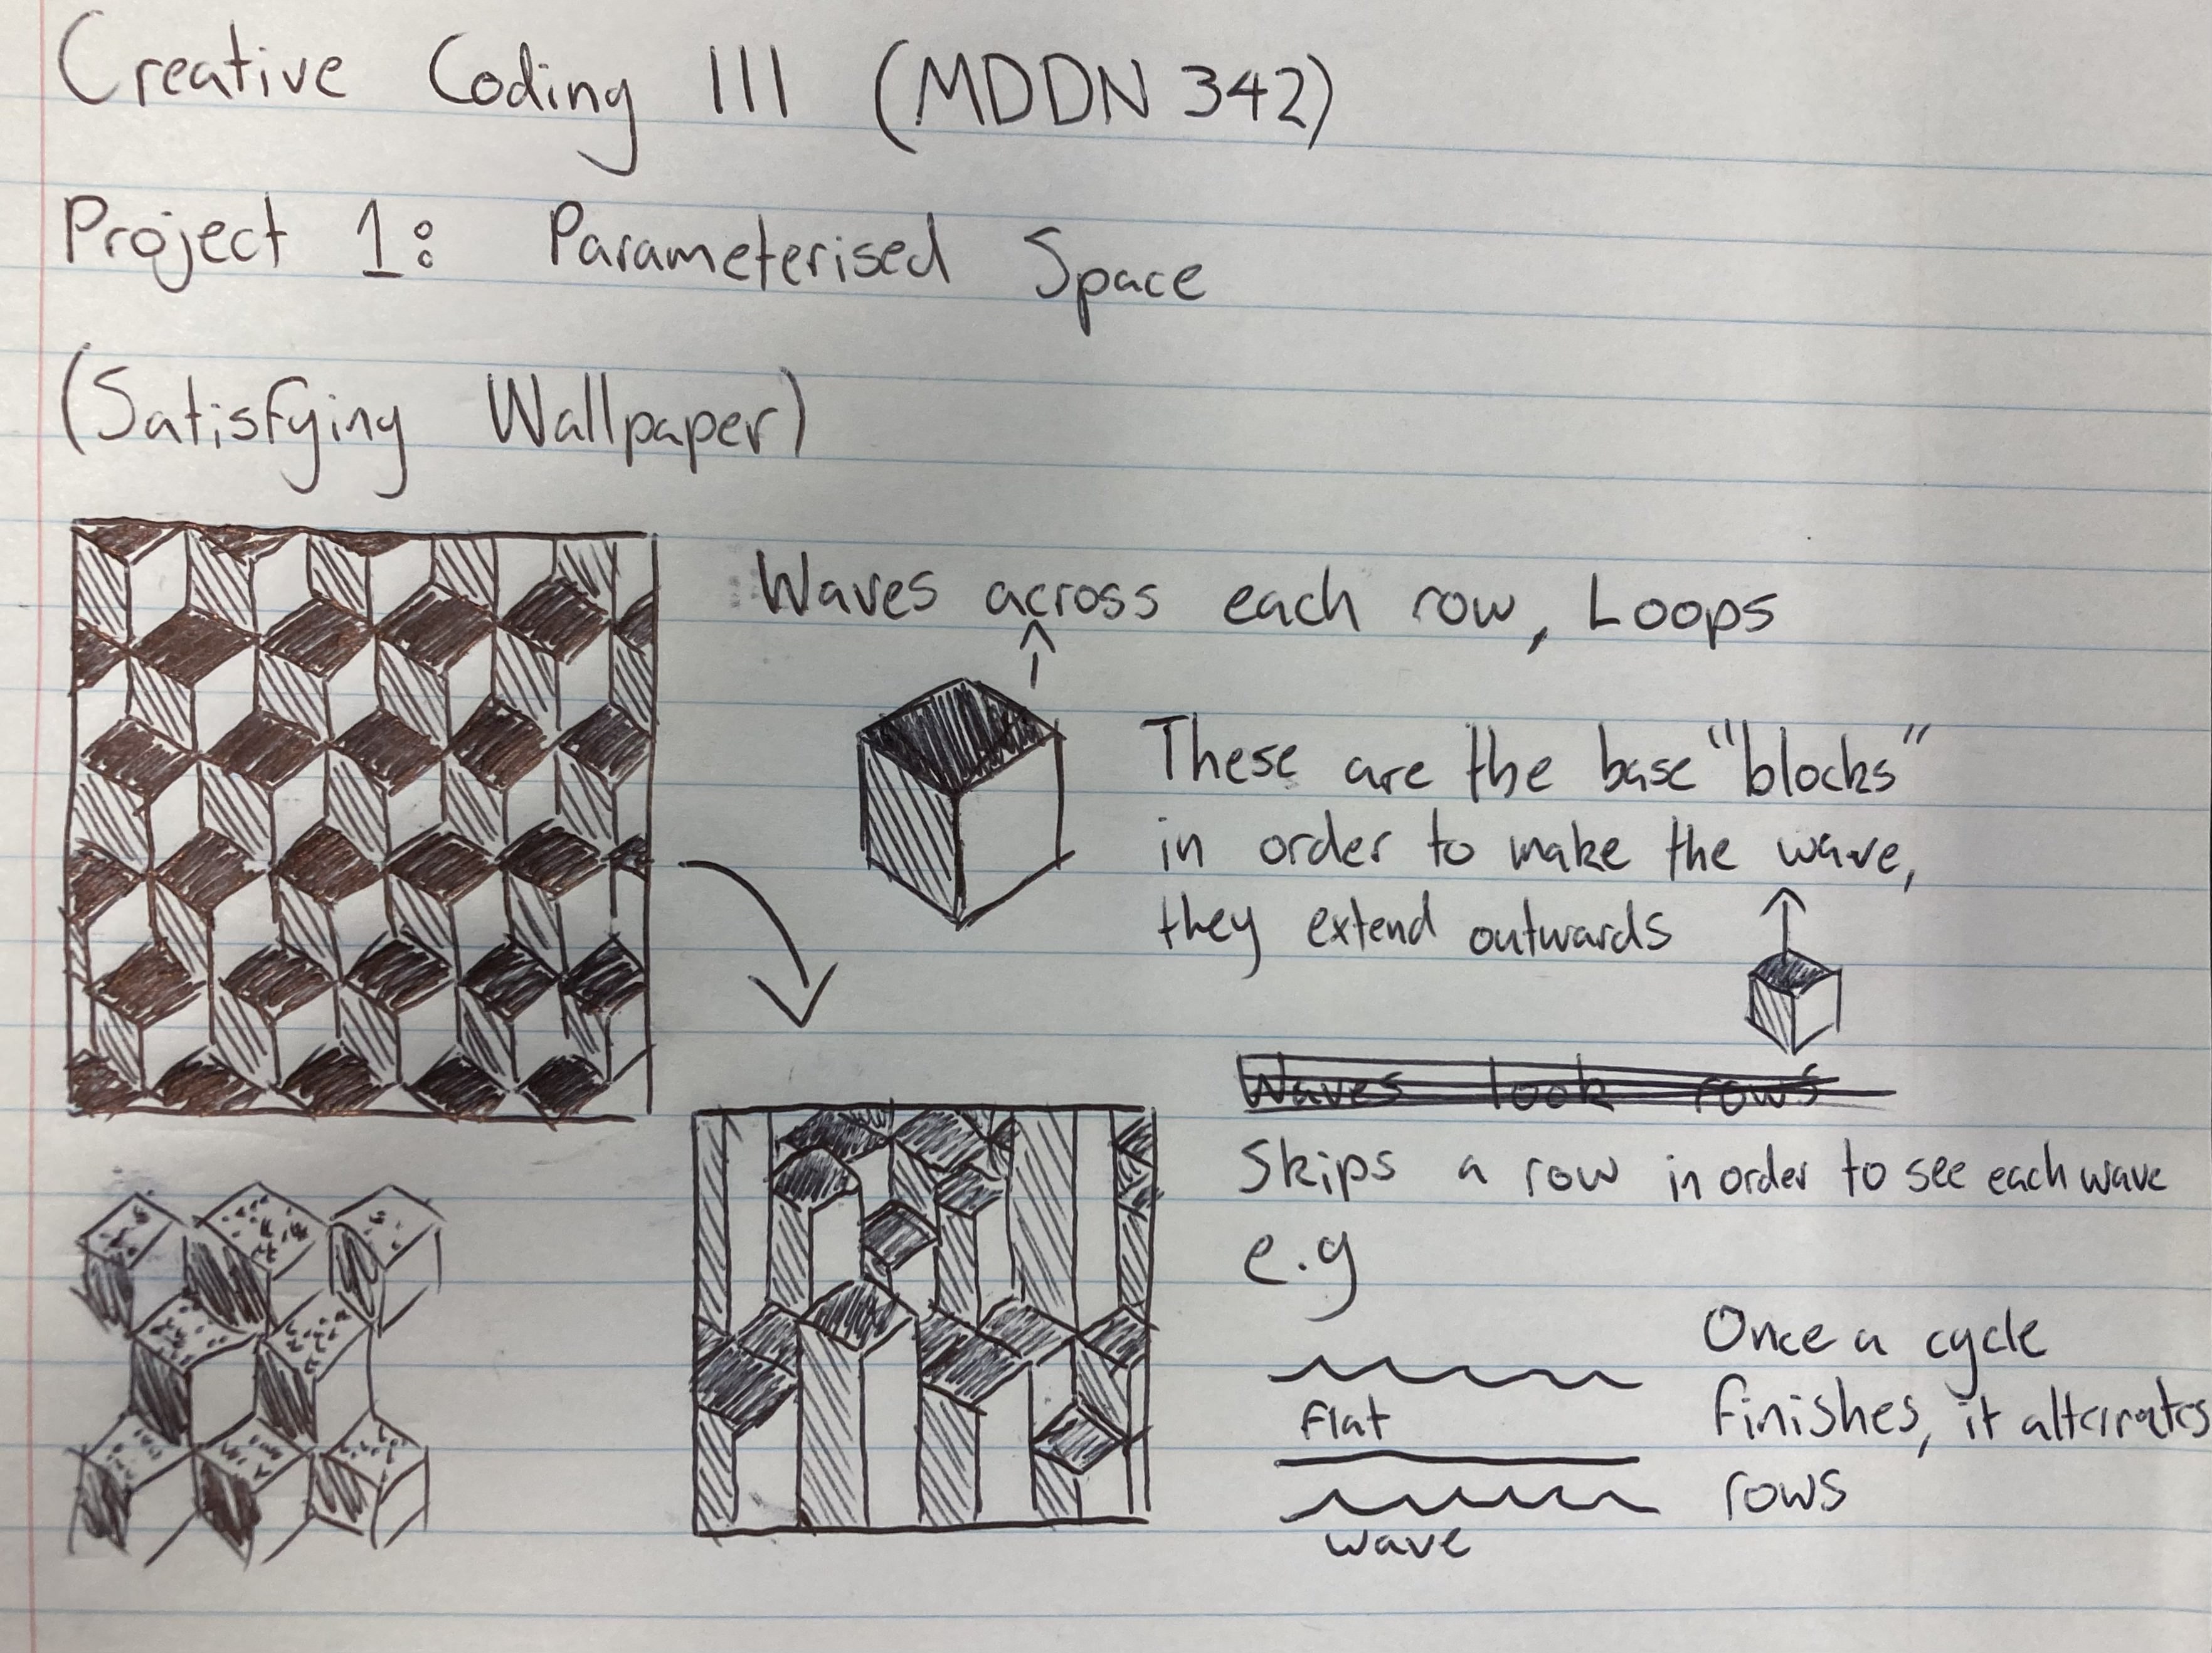 Creative Coding III (MDDN 342)
Project 1: Parameterised Space
(Satisfying Wallpaper)
Waves across each row, Loops
These are the base "blocks"
in order to make the wave,
they extend outwards
Waves look rows
Skips a row in order to see each wave
e.g
Flat
wave
Once a cycle
finishes, it alternates
rows